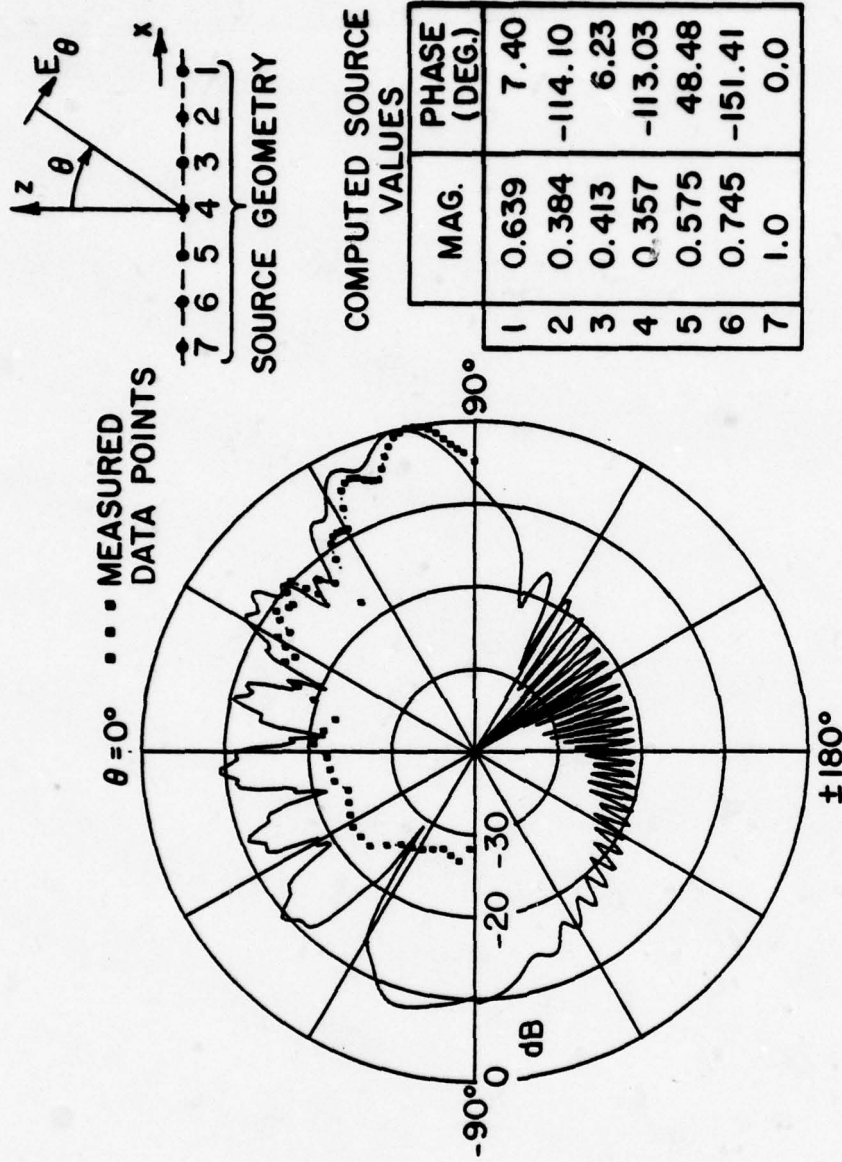 • • • MEASURED
DATA POINTS
θ = 0°
90°
±180°
-90°
0
dB
-20
-30
z
θ
E_θ
x
7 6 5 4 3 2 1
SOURCE GEOMETRY
COMPUTED SOURCE
VALUES
MAG. PHASE
(DEG.)
1 0.639 7.40
2 0.384 -114.10
3 0.413 6.23
4 0.357 -113.03
5 0.575 48.48
6 0.745 -151.41
7 1.0 0.0